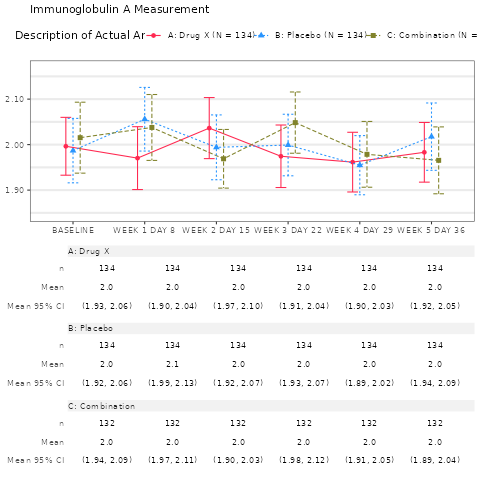 Immunoglobulin A Measurement
Description of Actual Ar
A: Drug X (N = 134)
B: Placebo (N = 134)
C: Combination (N =
2.10
2.00
1.90
BASELINE WEEK 1 DAY 8 WEEK 2 DAY 15 WEEK 3 DAY 22 WEEK 4 DAY 29 WEEK 5 DAY 36
A: Drug X
n 134 134 134 134 134 134
Mean 2.0 2.0 2.0 2.0 2.0 2.0
Mean 95% CI (1.93, 2.06) (1.90, 2.04) (1.97, 2.10) (1.91, 2.04) (1.90, 2.03) (1.92, 2.05)
B: Placebo
n 134 134 134 134 134 134
Mean 2.0 2.1 2.0 2.0 2.0 2.0
Mean 95% CI (1.92, 2.06) (1.99, 2.13) (1.92, 2.07) (1.93, 2.07) (1.89, 2.02) (1.94, 2.09)
C: Combination
n 132 132 132 132 132 132
Mean 2.0 2.0 2.0 2.0 2.0 2.0
Mean 95% CI (1.94, 2.09) (1.97, 2.11) (1.90, 2.03) (1.98, 2.12) (1.91, 2.05) (1.89, 2.04)